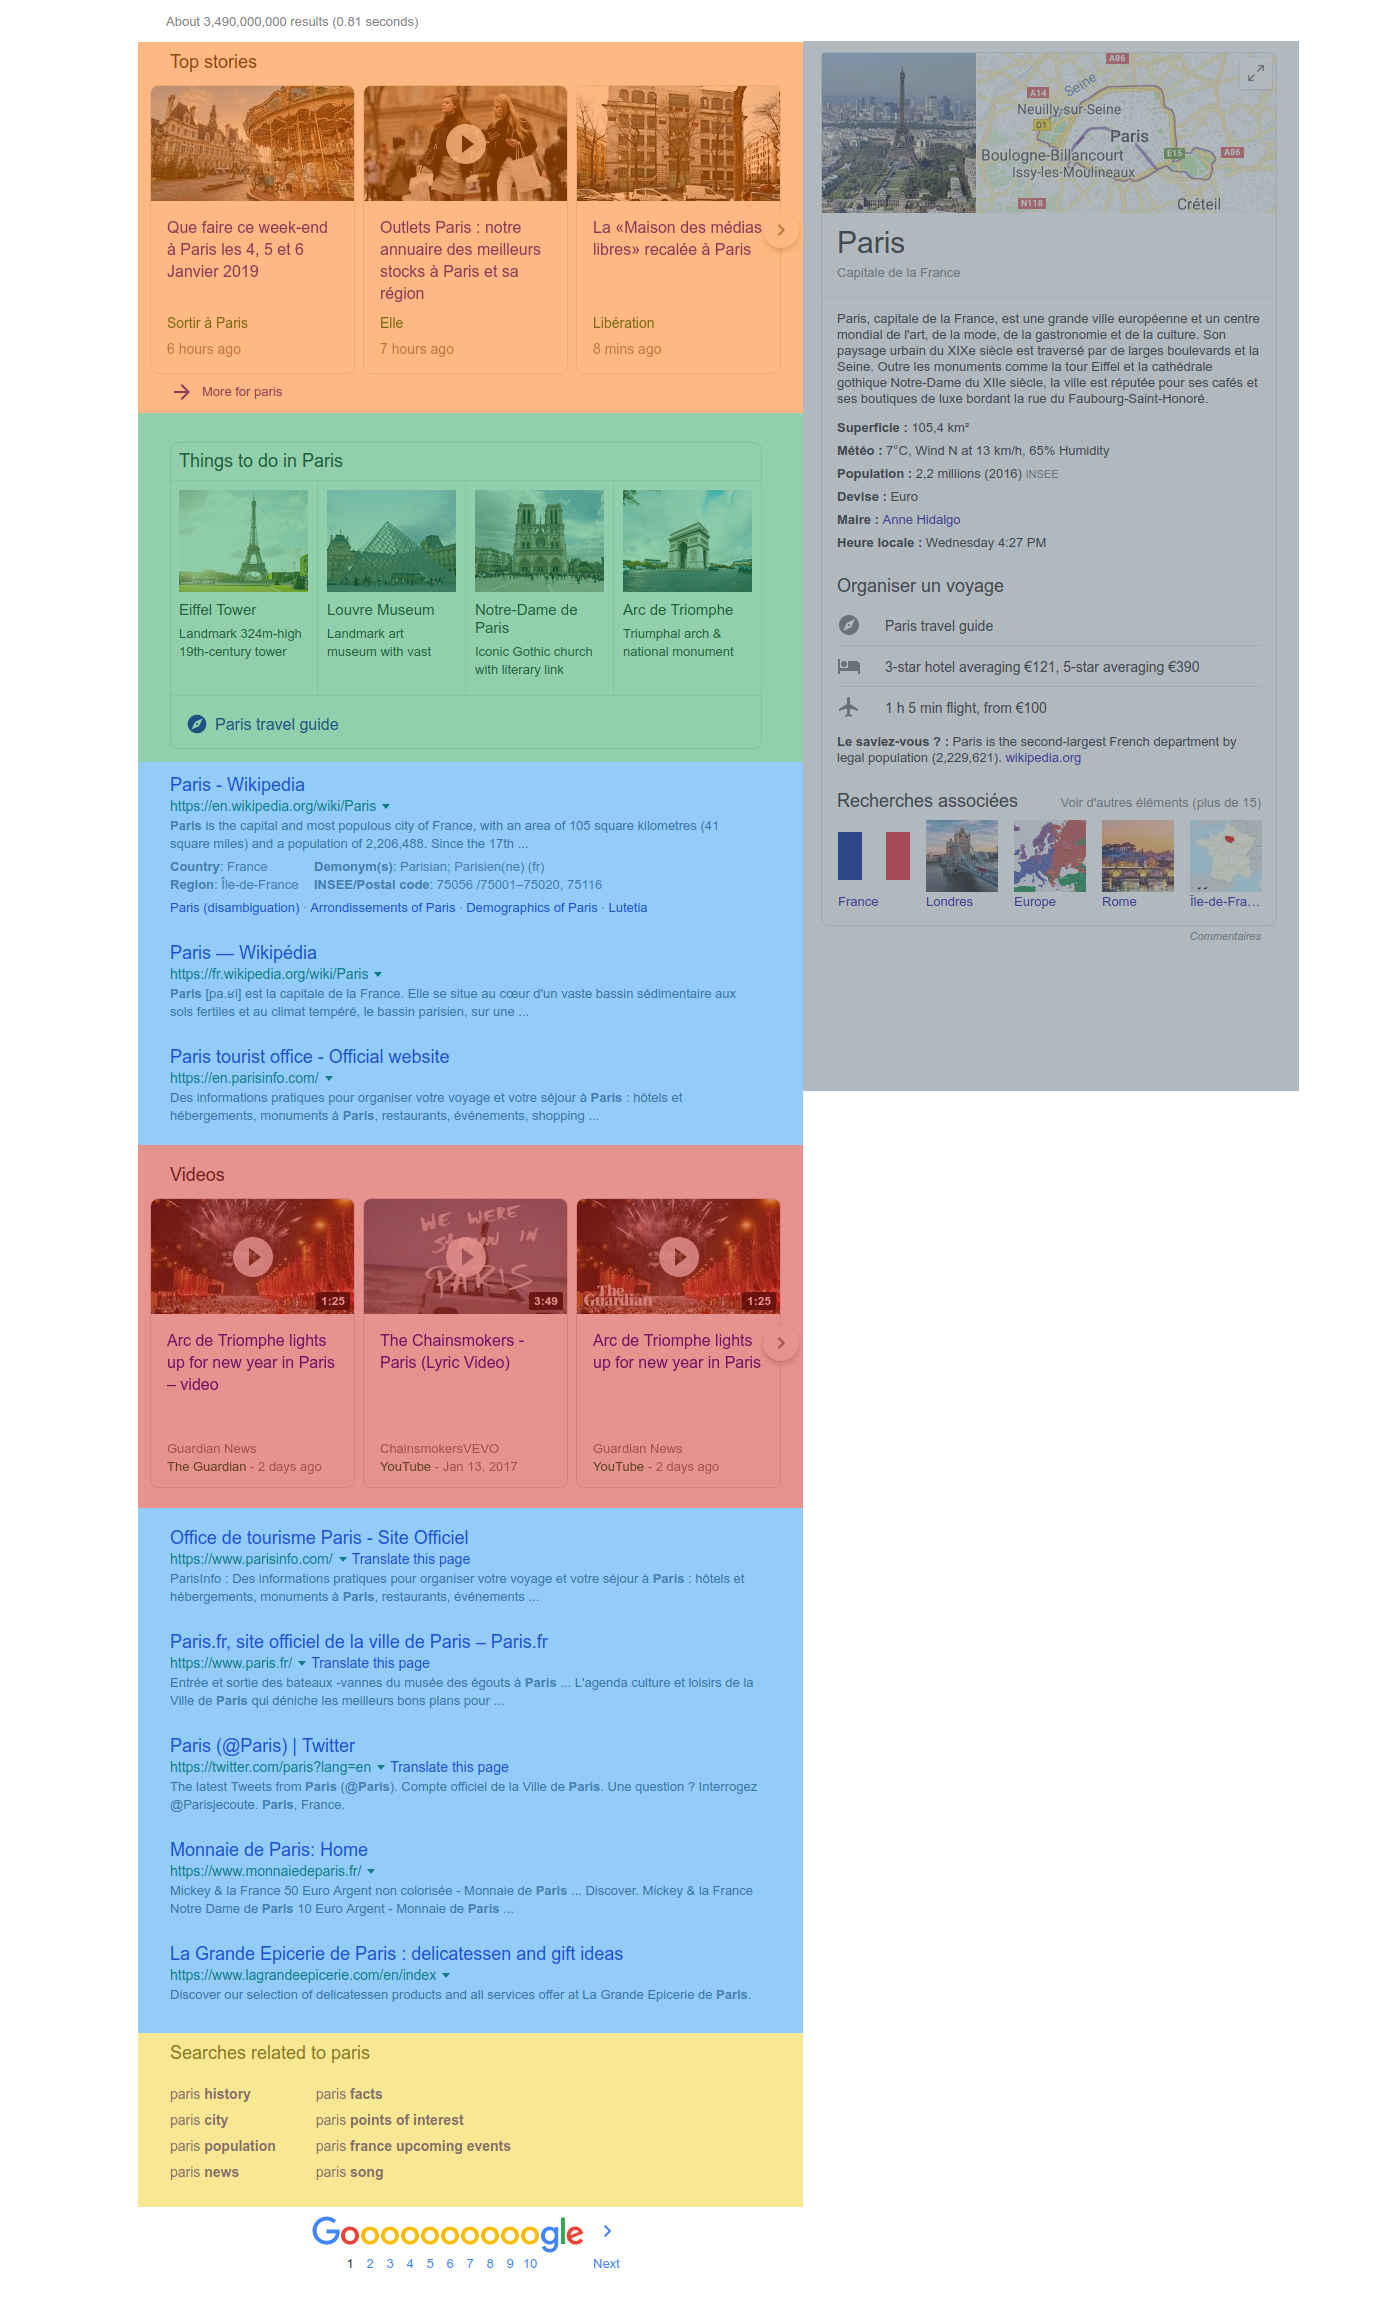 About 3,490,000,000 results (0.81 seconds)
Top stories
Que faire ce week-end
à Paris les 4, 5 et 6
Janvier 2019
Sortir à Paris
6 hours ago
Outlets Paris : notre
annuaire des meilleurs
stocks à Paris et sa
région
Elle
7 hours ago
La «Maison des médias
libres» recalée à Paris
Libération
8 mins ago
More for paris
Things to do in Paris
Eiffel Tower
Landmark 324m-high
19th-century tower
Louvre Museum
Landmark art
museum with vast
Notre-Dame de
Paris
Iconic Gothic church
with literary link
Arc de Triomphe
Triumphal arch &
national monument
Paris travel guide
Paris - Wikipedia
https://en.wikipedia.org/wiki/Paris
Paris is the capital and most populous city of France, with an area of 105 square kilometres (41
square miles) and a population of 2,206,488. Since the 17th ...
Country: France Demonym(s): Parisian; Parisien(ne) (fr)
Region: Île-de-France INSEE/Postal code: 75056 /75001–75020, 75116
Paris (disambiguation) · Arrondissements of Paris · Demographics of Paris · Lutetia
Paris — Wikipédia
https://fr.wikipedia.org/wiki/Paris
Paris [pa.ʁi] est la capitale de la France. Elle se situe au cœur d'un vaste bassin sédimentaire aux
sols fertiles et au climat tempéré, le bassin parisien, sur une ...
Paris tourist office - Official website
https://en.parisinfo.com/
Des informations pratiques pour organiser votre voyage et votre séjour à Paris : hôtels et
hébergements, monuments à Paris, restaurants, événements, shopping ...
Videos
1:25
Arc de Triomphe lights
up for new year in Paris
– video
Guardian News
The Guardian - 2 days ago
WE WERE
STAYIN IN
PARIS
3:49
The Chainsmokers -
Paris (Lyric Video)
ChainsmokersVEVO
YouTube - Jan 13, 2017
The
Guardian
1:25
Arc de Triomphe lights
up for new year in Paris
Guardian News
YouTube - 2 days ago
Office de tourisme Paris - Site Officiel
https://www.parisinfo.com/ Translate this page
ParisInfo : Des informations pratiques pour organiser votre voyage et votre séjour à Paris : hôtels et
hébergements, monuments à Paris, restaurants, événements ...
Paris.fr, site officiel de la ville de Paris – Paris.fr
https://www.paris.fr/ Translate this page
Entrée et sortie des bateaux -vannes du musée des égouts à Paris ... L'agenda culture et loisirs de la
Ville de Paris qui déniche les meilleurs bons plans pour ...
Paris (@Paris) | Twitter
https://twitter.com/paris?lang=en Translate this page
The latest Tweets from Paris (@Paris). Compte officiel de la Ville de Paris. Une question ? Interrogez
@Parisjecoute. Paris, France.
Monnaie de Paris: Home
https://www.monnaiedeparis.fr/
Mickey & la France 50 Euro Argent non colorisée - Monnaie de Paris ... Discover. Mickey & la France
Notre Dame de Paris 10 Euro Argent - Monnaie de Paris ...
La Grande Epicerie de Paris : delicatessen and gift ideas
https://www.lagrandeepicerie.com/en/index
Discover our selection of delicatessen products and all services offer at La Grande Epicerie de Paris.
Searches related to paris
paris history paris facts
paris city paris points of interest
paris population paris france upcoming events
paris news paris song
Goooooooooogle
1 2 3 4 5 6 7 8 9 10 Next
A86
Seine
A14
Neuilly-sur-Seine
D1
Paris
Boulogne-Billancourt
E15
A86
Issy-les-Moulineaux
N118
Créteil
Paris
Capitale de la France
Paris, capitale de la France, est une grande ville européenne et un centre
mondial de l'art, de la mode, de la gastronomie et de la culture. Son
paysage urbain du XIXe siècle est traversé par de larges boulevards et la
Seine. Outre les monuments comme la tour Eiffel et la cathédrale
gothique Notre-Dame du XIIe siècle, la ville est réputée pour ses cafés et
ses boutiques de luxe bordant la rue du Faubourg-Saint-Honoré.
Superficie : 105,4 km²
Météo : 7°C, Wind N at 13 km/h, 65% Humidity
Population : 2,2 millions (2016) INSEE
Devise : Euro
Maire : Anne Hidalgo
Heure locale : Wednesday 4:27 PM
Organiser un voyage
Paris travel guide
3-star hotel averaging €121, 5-star averaging €390
1 h 5 min flight, from €100
Le saviez-vous ? : Paris is the second-largest French department by
legal population (2,229,621). wikipedia.org
Recherches associées Voir d'autres éléments (plus de 15)
France
Londres
Europe
Rome
Île-de-Fra...
Commentaires